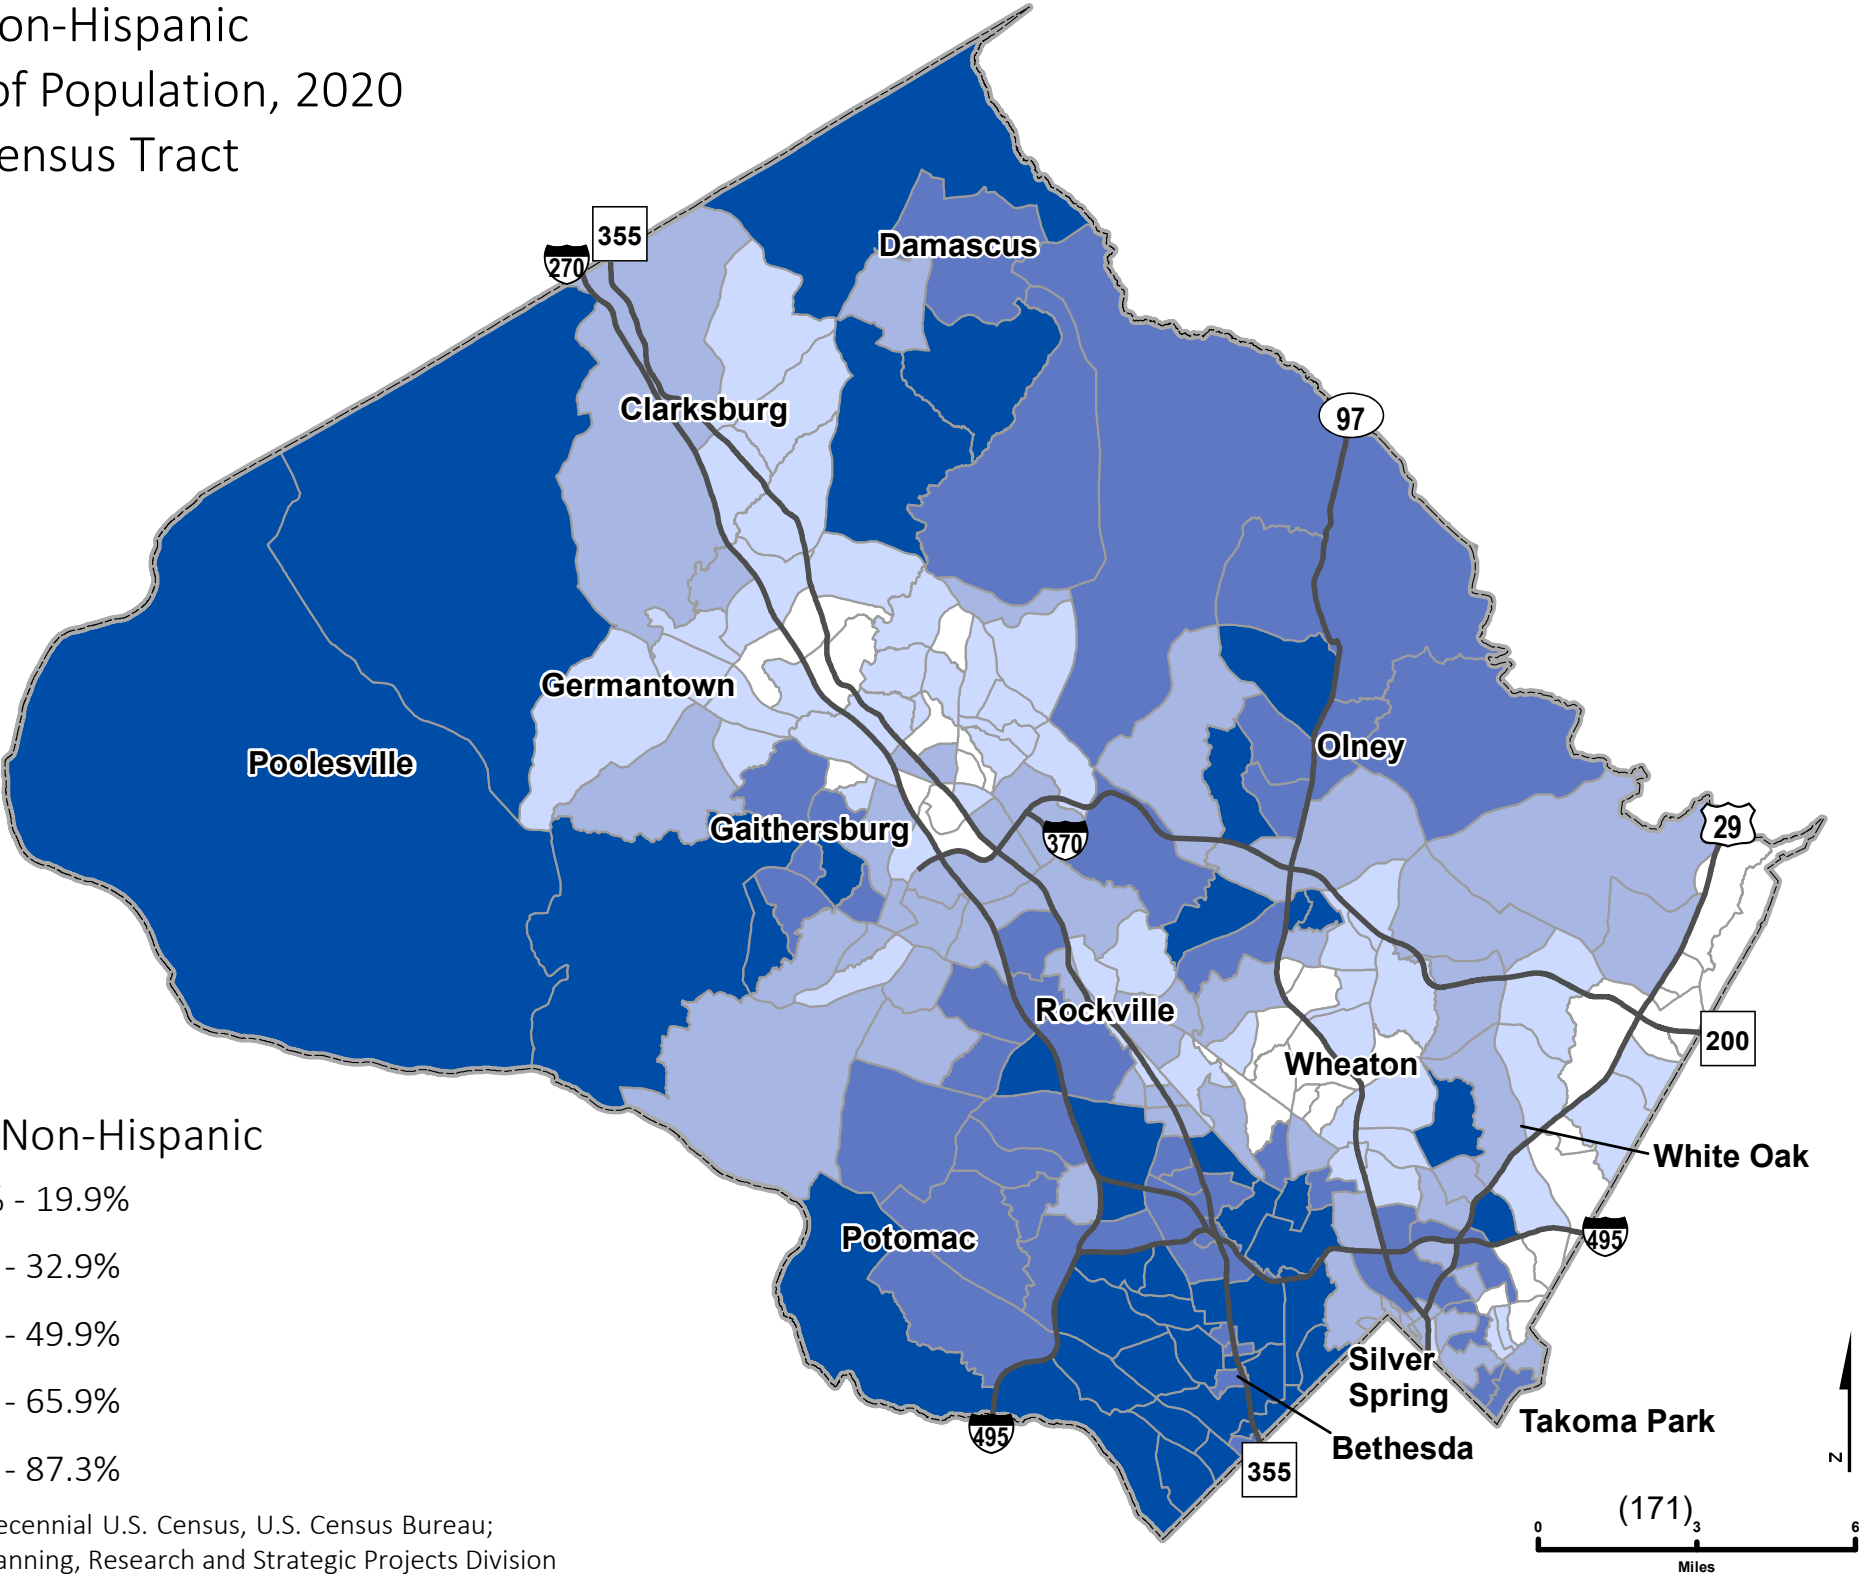 on-Hispanic
of Population, 2020
ensus Tract
355
270
Damascus
Clarksburg
97
Germantown
Olney
Poolesville
Gaithersburg
29
370
Rockville
200
Wheaton
Non-Hispanic
White Oak
% - 19.9%
Potomac
495
- 32.9%
- 49.9%
Silver
Spring
- 65.9%
Takoma Park
495
Bethesda
355
- 87.3%
N
(171)
0 3 6
Miles
ecennial U.S. Census, U.S. Census Bureau;
anning, Research and Strategic Projects Division